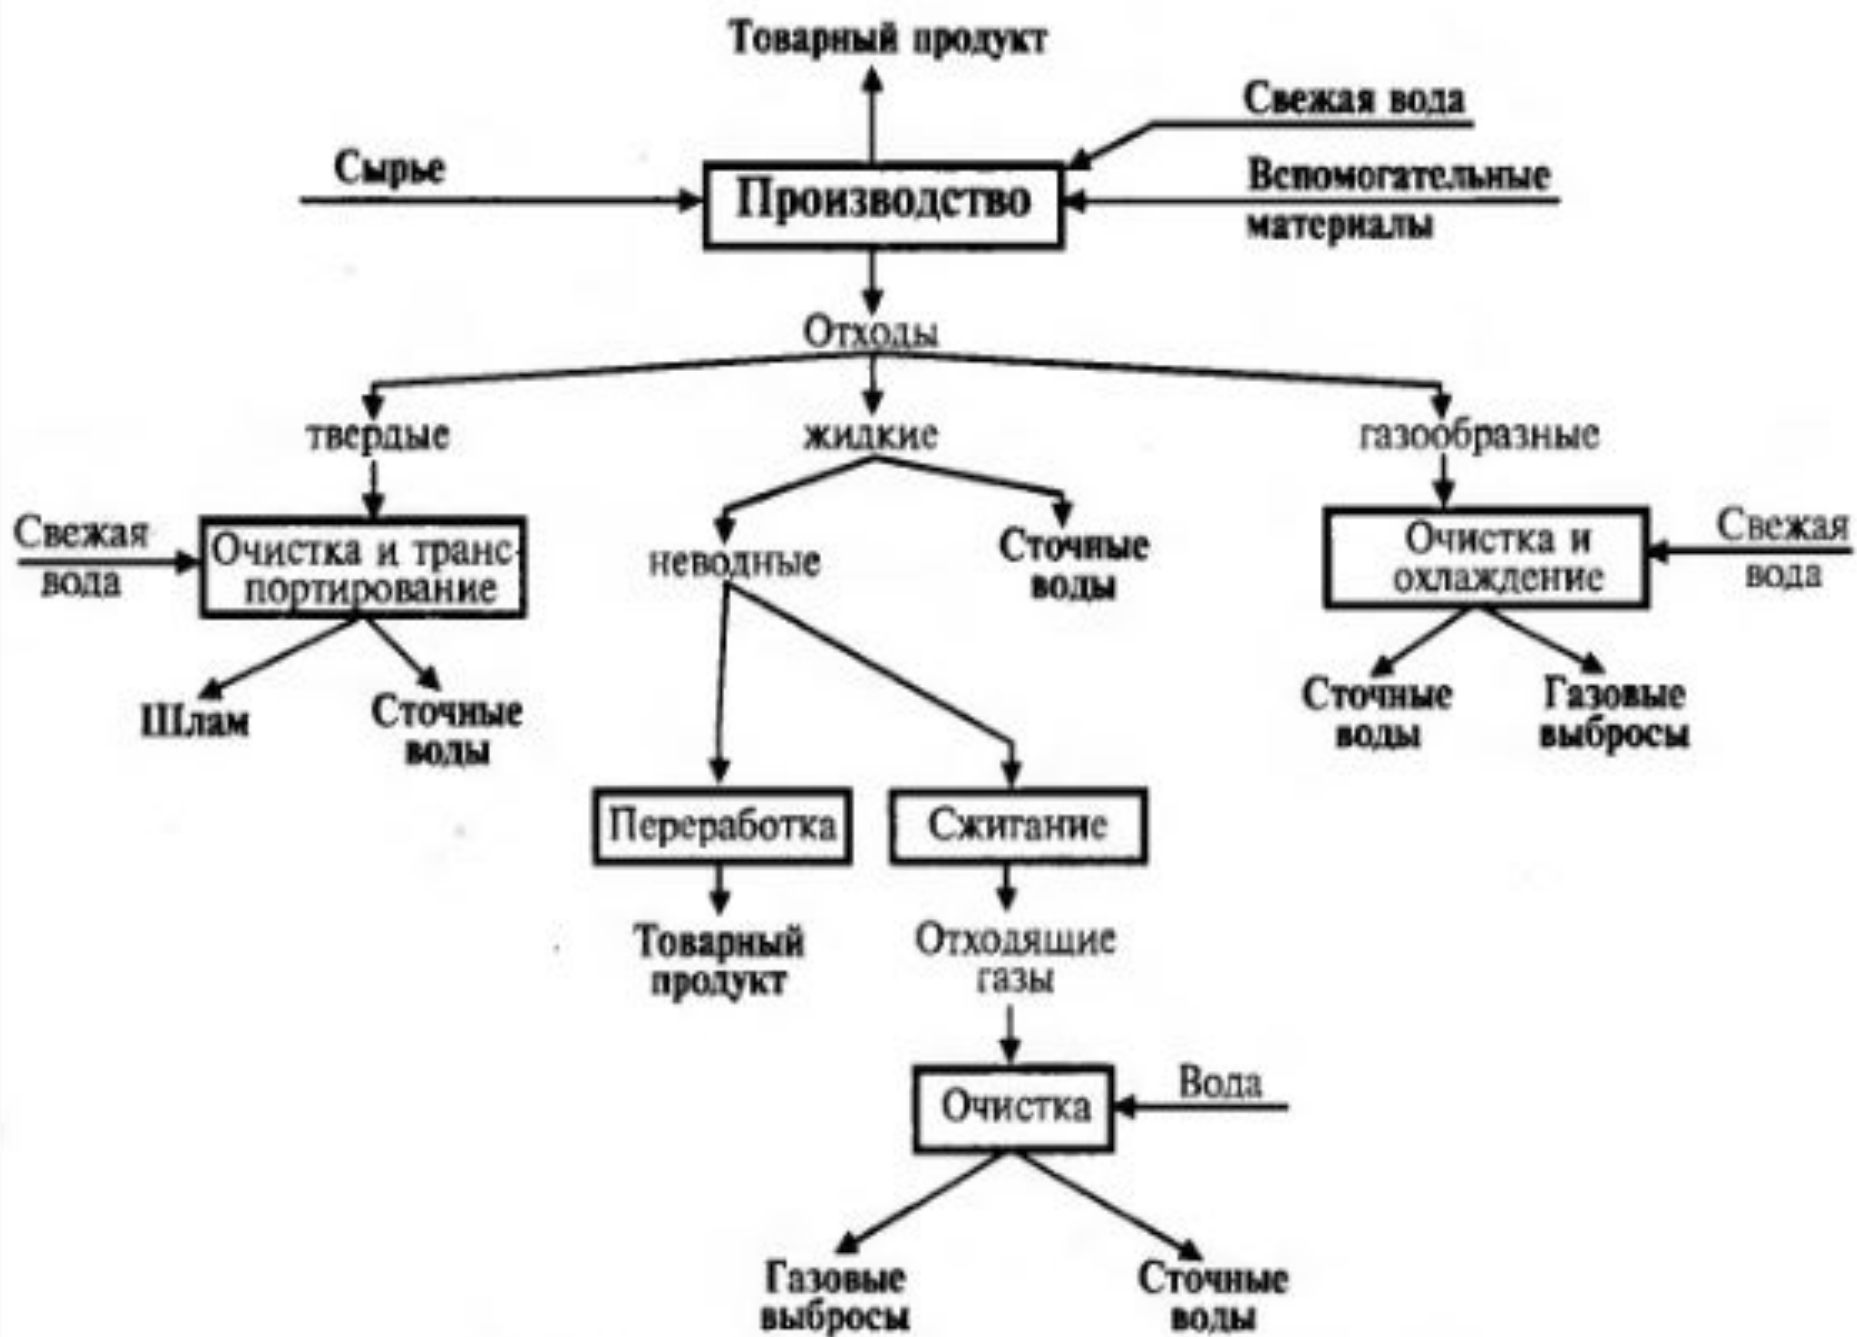 Товарный продукт
Свежая вода
Сырье
Производство
Вспомогательные
материалы
Отходы
твердые
жидкие
газообразные
Свежая
вода
Очистка и транс-
портирование
неводные
Сточные
воды
Очистка и
охлаждение
Свежая
вода
Шлам
Сточные
воды
Сточные
воды
Газовые
выбросы
Переработка
Сжигание
Товарный
продукт
Отходящие
газы
Очистка
Вода
Газовые
выбросы
Сточные
воды